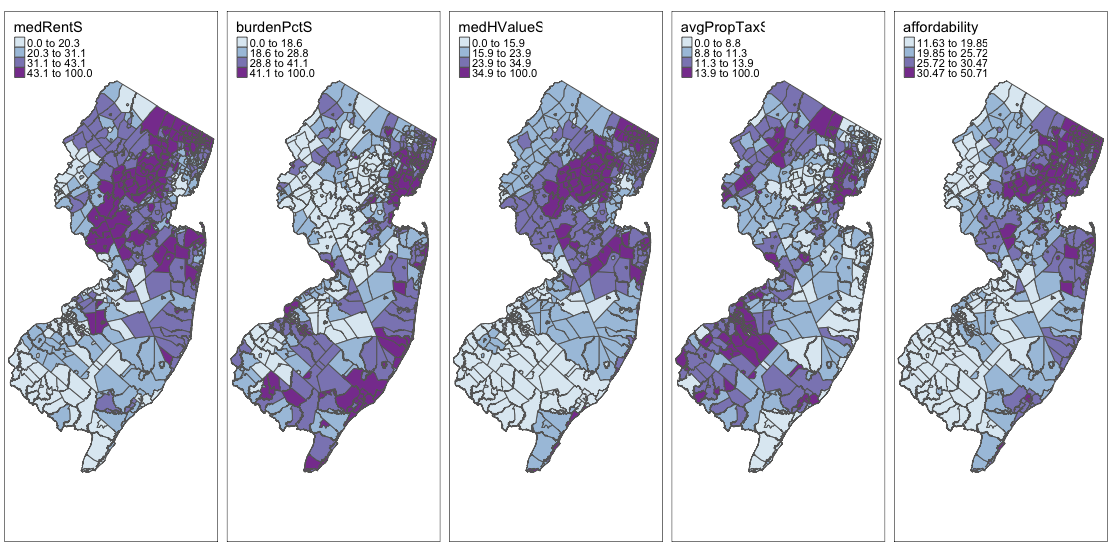 medRentS
0.0 to 20.3
20.3 to 31.1
31.1 to 43.1
43.1 to 100.0
burdenPctS
0.0 to 18.6
18.6 to 28.8
28.8 to 41.1
41.1 to 100.0
medHValueS
0.0 to 15.9
15.9 to 23.9
23.9 to 34.9
34.9 to 100.0
avgPropTaxS
0.0 to 8.8
8.8 to 11.3
11.3 to 13.9
13.9 to 100.0
affordability
11.63 to 19.85
19.85 to 25.72
25.72 to 30.47
30.47 to 50.71